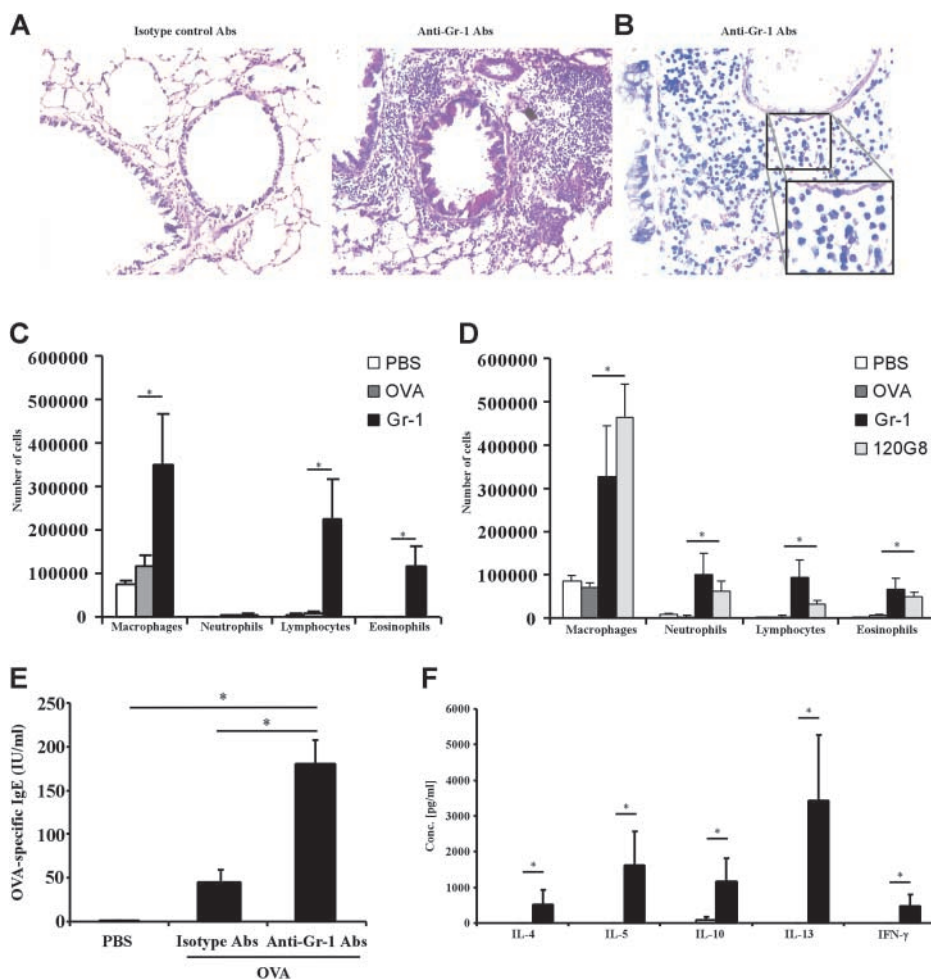 A
Isotype control Abs
Anti-Gr-1 Abs
B
Anti-Gr-1 Abs
C
600000
500000
400000
300000
200000
100000
0
Number of cells
PBS
OVA
Gr-1
*
*
*
Macrophages
Neutrophils
Lymphocytes
Eosinophils
D
600000
500000
400000
300000
200000
100000
0
Number of cells
PBS
OVA
Gr-1
120G8
*
*
*
*
Macrophages
Neutrophils
Lymphocytes
Eosinophils
E
250
200
150
100
50
0
OVA-specific IgE (IU/ml)
*
*
PBS
Isotype Abs
Anti-Gr-1 Abs
OVA
F
6000
5000
4000
3000
2000
1000
0
Conc. [pg/ml]
*
*
*
*
*
IL-4
IL-5
IL-10
IL-13
IFN-γ